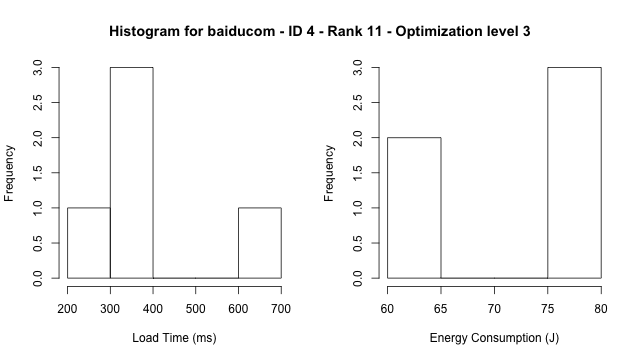 Histogram for baiducom - ID 4 - Rank 11 - Optimization level 3
Frequency
0.0 0.5 1.0 1.5 2.0 2.5 3.0
200 300 400 500 600 700
Load Time (ms)
Frequency
0.0 0.5 1.0 1.5 2.0 2.5 3.0
60 65 70 75 80
Energy Consumption (J)